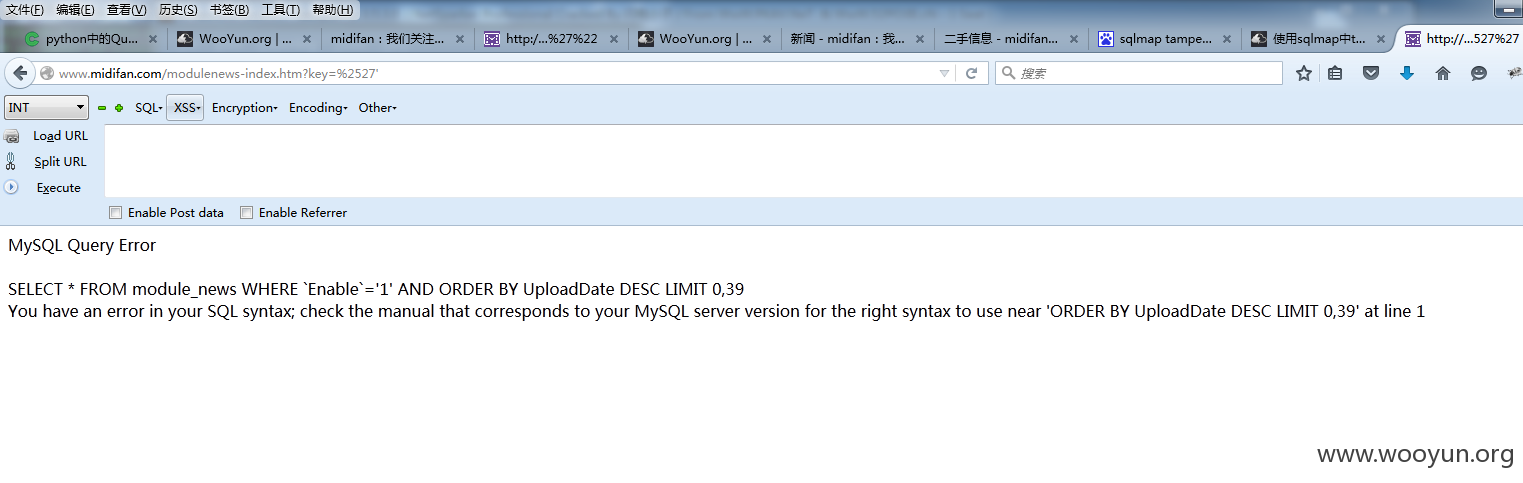 文件(F) 编辑(E) 查看(V) 历史(S) 书签(B) 工具(T) 帮助(H)
python中的Qu... WooYun.org | ... midifan：我们关注... http:/...%27%22 WooYun.org | ... 新闻 - midifan：我... 二手信息 - midifan... sqlmap tampe... 使用sqlmap中t... http://...527%27
www.midifan.com/modulenews-index.htm?key=%2527' 搜索
INT SQL XSS Encryption Encoding Other
Load URL
Split URL
Execute
Enable Post data Enable Referrer
MySQL Query Error
SELECT * FROM module_news WHERE `Enable`='1' AND ORDER BY UploadDate DESC LIMIT 0,39
You have an error in your SQL syntax; check the manual that corresponds to your MySQL server version for the right syntax to use near 'ORDER BY UploadDate DESC LIMIT 0,39' at line 1
www.wooyun.org